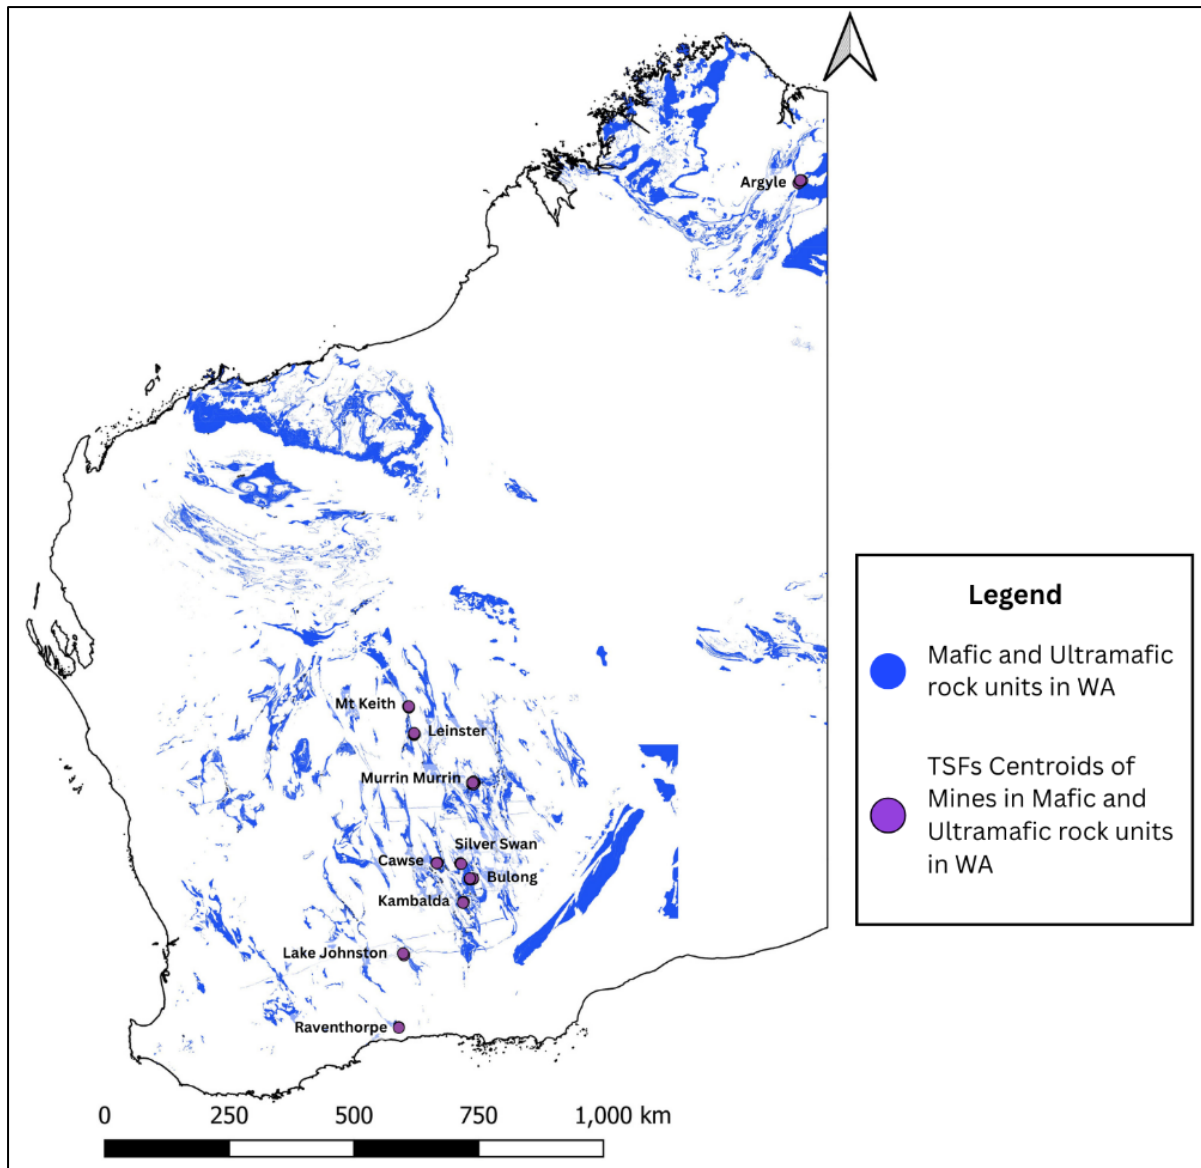 Argyle
Mt Keith
Leinster
Murrin Murrin
Silver Swan
Cawse
Bulong
Kambalda
Lake Johnston
Raventhorpe
0 250 500 750 1,000 km
Legend
Mafic and Ultramafic
rock units in WA
TSFs Centroids of
Mines in Mafic and
Ultramafic rock units
in WA